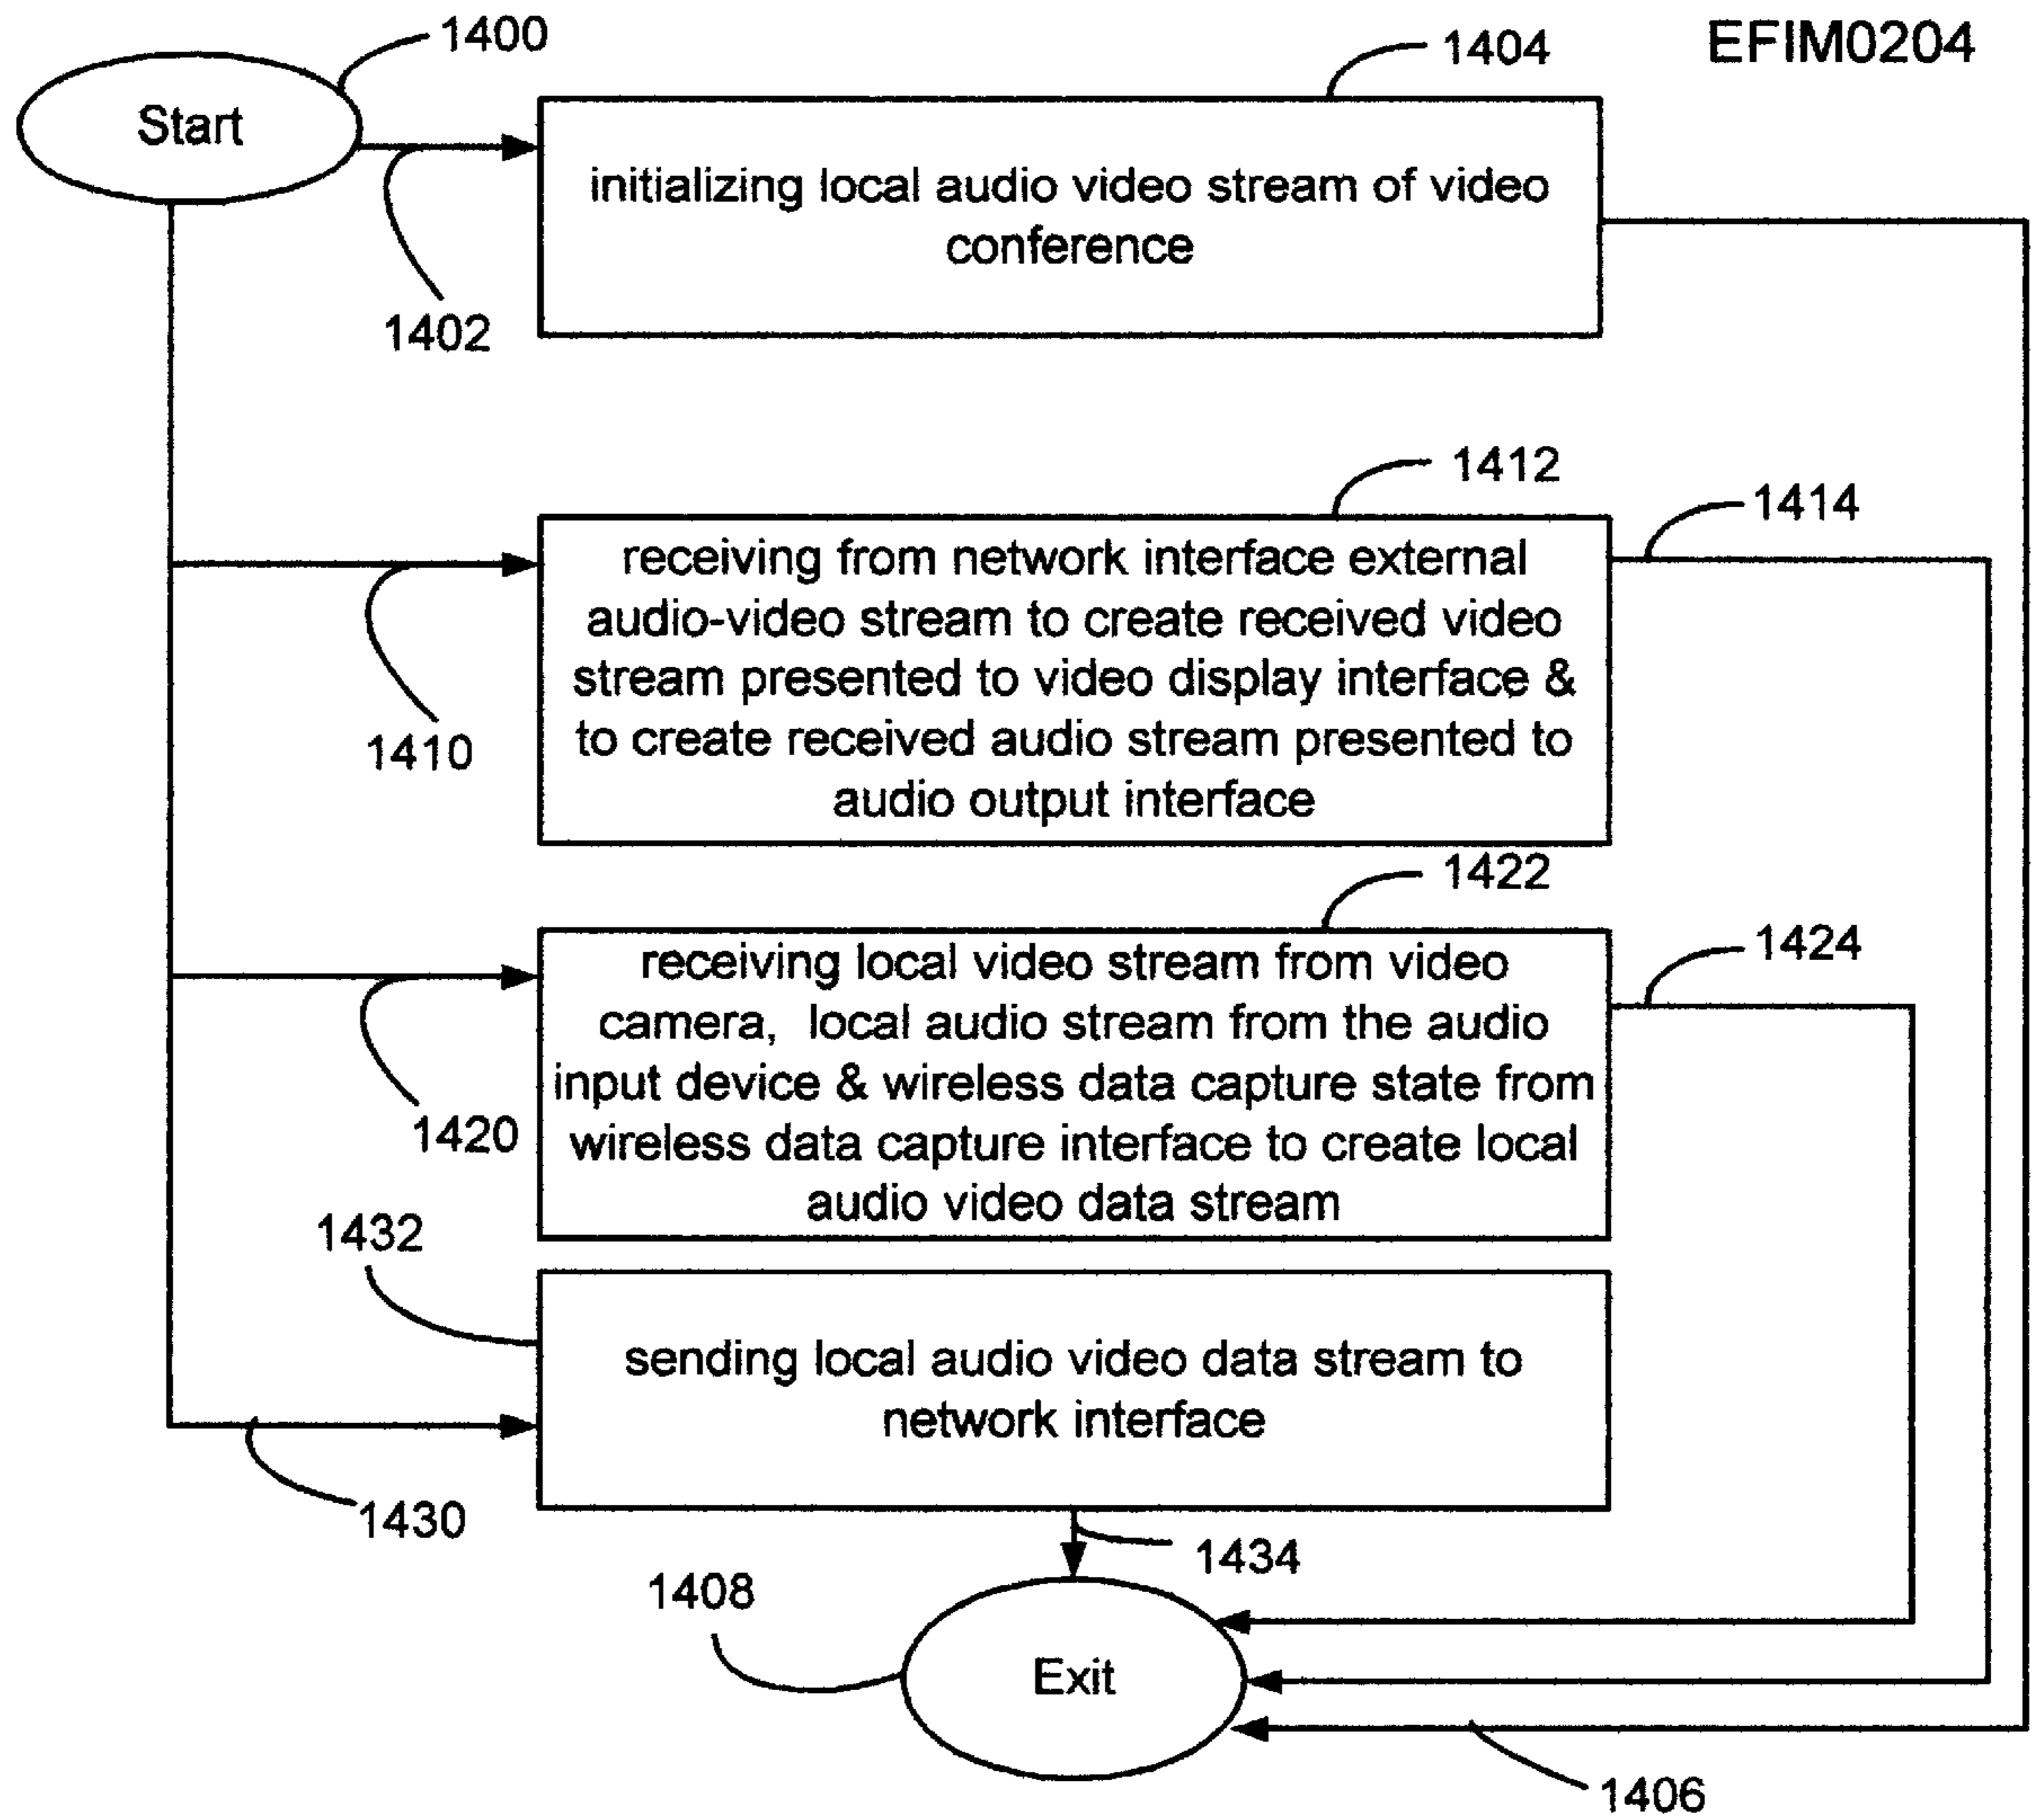 1400
1404
EFIM0204
Start
initializing local audio video stream of video
conference
1402
1412
1414
receiving from network interface external
audio-video stream to create received video
stream presented to video display interface &
to create received audio stream presented to
audio output interface
1410
1422
1424
receiving local video stream from video
camera, local audio stream from the audio
input device & wireless data capture state from
wireless data capture interface to create local
audio video data stream
1420
1432
sending local audio video data stream to
network interface
1430
1434
1408
Exit
1406